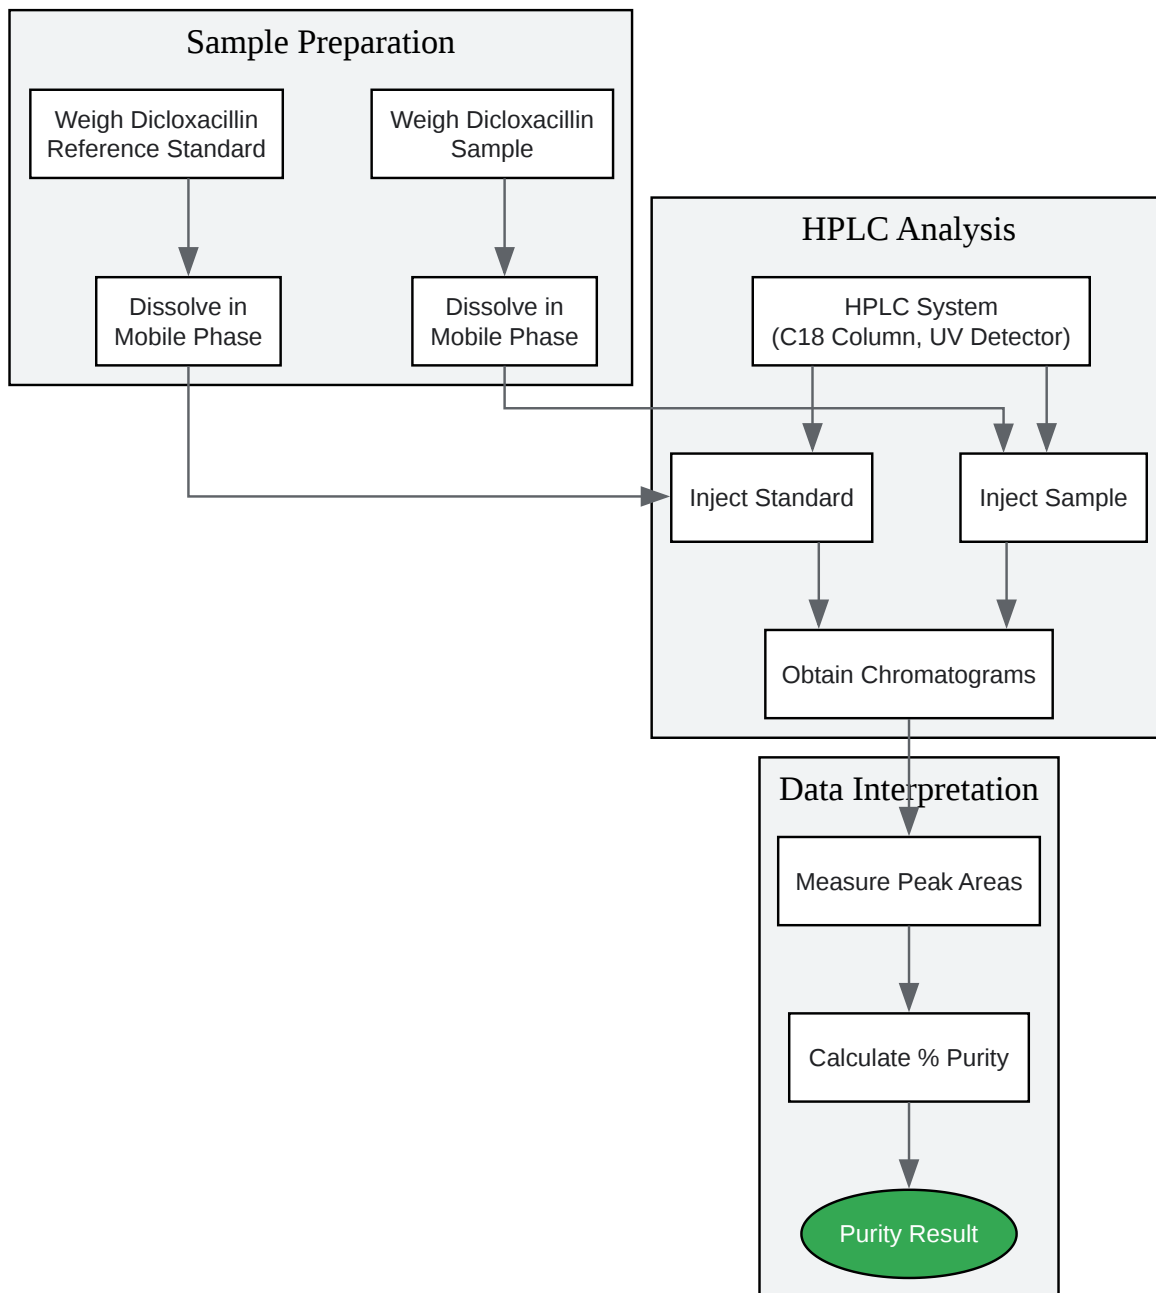 Sample Preparation
Weigh Dicloxacillin
Reference Standard
Weigh Dicloxacillin
Sample
Dissolve in
Mobile Phase
Dissolve in
Mobile Phase
HPLC Analysis
HPLC System
(C18 Column, UV Detector)
Inject Standard
Inject Sample
Obtain Chromatograms
Data Interpretation
Measure Peak Areas
Calculate % Purity
Purity Result